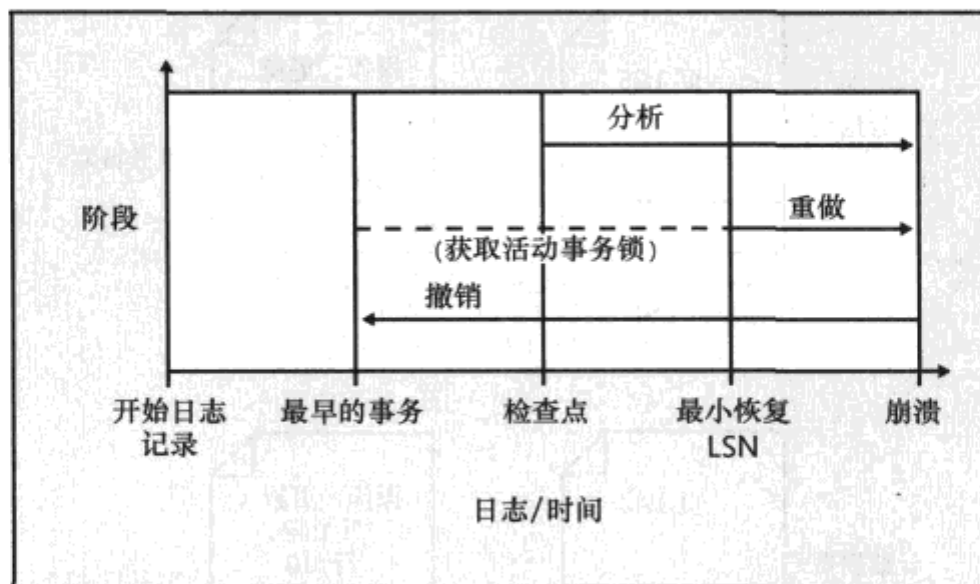 分析
阶段
重做
(获取活动事务锁)
撤销
开始日志
记录
最早的事务
检查点
最小恢复
LSN
崩溃
日志/时间